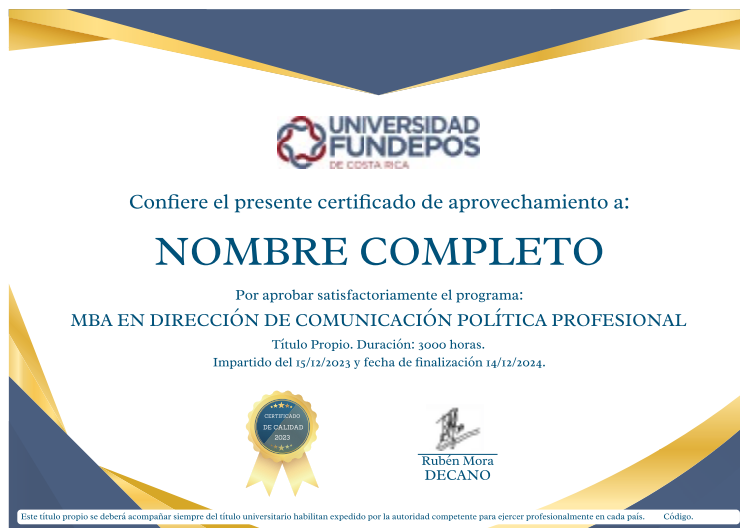 UNIVERSIDAD
FUNDEPOS
DE COSTA RICA
Confiere el presente certificado de aprovechamiento a:
NOMBRE COMPLETO
Por aprobar satisfactoriamente el programa:
MBA EN DIRECCIÓN DE COMUNICACIÓN POLÍTICA PROFESIONAL
Título Propio. Duración: 3000 horas.
Impartido del 15/12/2023 y fecha de finalización 14/12/2024.
CERTIFICADO
DE CALIDAD
2023
Rubén Mora
DECANO
Este título propio se deberá acompañar siempre del título universitario habilitan expedido por la autoridad competente para ejercer profesionalmente en cada país. Código.